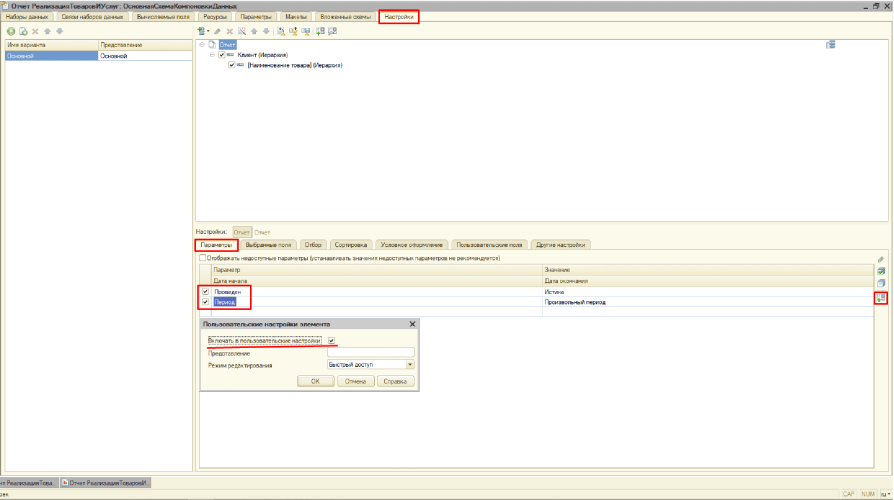 Отчет РеализацияТоваровИУслуг: ОсновнаяСхемаКомпоновкиДанных
Наборы данных Связи наборов данных Вычисляемые поля Ресурсы Параметры Макеты Вложенные схемы Настройки
Имя варианта Представление
Основной Основной
Отчет
Клиент (Иерархия)
[Наименование товара] (Иерархия)
Настройки: Отчет Отчет
Параметры Выбранные поля Отбор Сортировка Условное оформление Пользовательские поля Другие настройки
Отображать недоступные параметры (устанавливать значения недоступных параметров не рекомендуется)
Параметр Значение
Дата начала Дата окончания
Проведен Истина
Период Произвольный период
Пользовательские настройки элемента
Включать в пользовательские настройки
Представление
Режим редактирования Быстрый доступ
ОК Отмена Справка
чет РеализацияТова... Отчет РеализацияТоваровИ...
CAP NUM ru